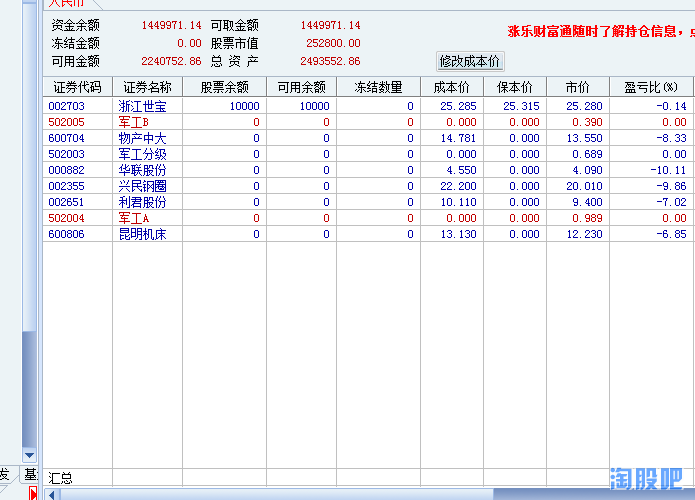 人民币
资金余额 1449971.14 可取金额 1449971.14
冻结金额 0.00 股票市值 252800.00
可用金额 2240752.86 总 资 产 2493552.86
涨乐财富通随时了解持仓信息,
修改成本价
证券代码 证券名称 股票余额 可用余额 冻结数量 成本价 保本价 市价 盈亏比(%)
002703 浙江世宝 10000 10000 0 25.285 25.315 25.280 -0.14
502005 军工B 0 0 0 0.000 0.000 0.390 0.00
600704 物产中大 0 0 0 14.781 0.000 13.550 -8.33
502003 军工分级 0 0 0 0.000 0.000 0.689 0.00
000882 华联股份 0 0 0 4.550 0.000 4.090 -10.11
002355 兴民钢圈 0 0 0 22.200 0.000 20.010 -9.86
002651 利君股份 0 0 0 10.110 0.000 9.400 -7.02
502004 军工A 0 0 0 0.000 0.000 0.989 0.00
600806 昆明机床 0 0 0 13.130 0.000 12.230 -6.85
发 基
汇总
淘股吧